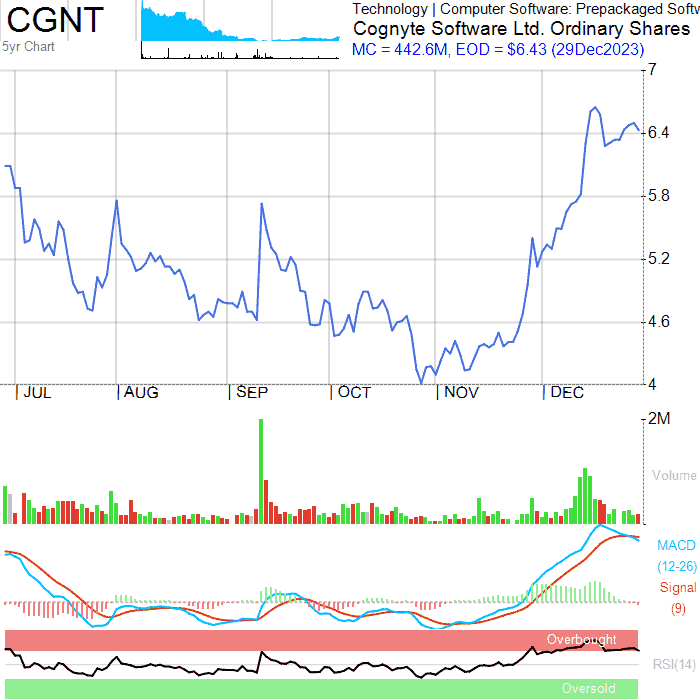 CGNT
5yr Chart
Technology | Computer Software: Prepackaged Softw
Cognyte Software Ltd. Ordinary Shares
MC = 442.6M, EOD = $6.43 (29Dec2023)
7
6.4
5.8
5.2
4.6
4
JUL AUG SEP OCT NOV DEC
2M
Volume
MACD
(12-26)
Signal
(9)
Overbought
RSI(14)
Oversold